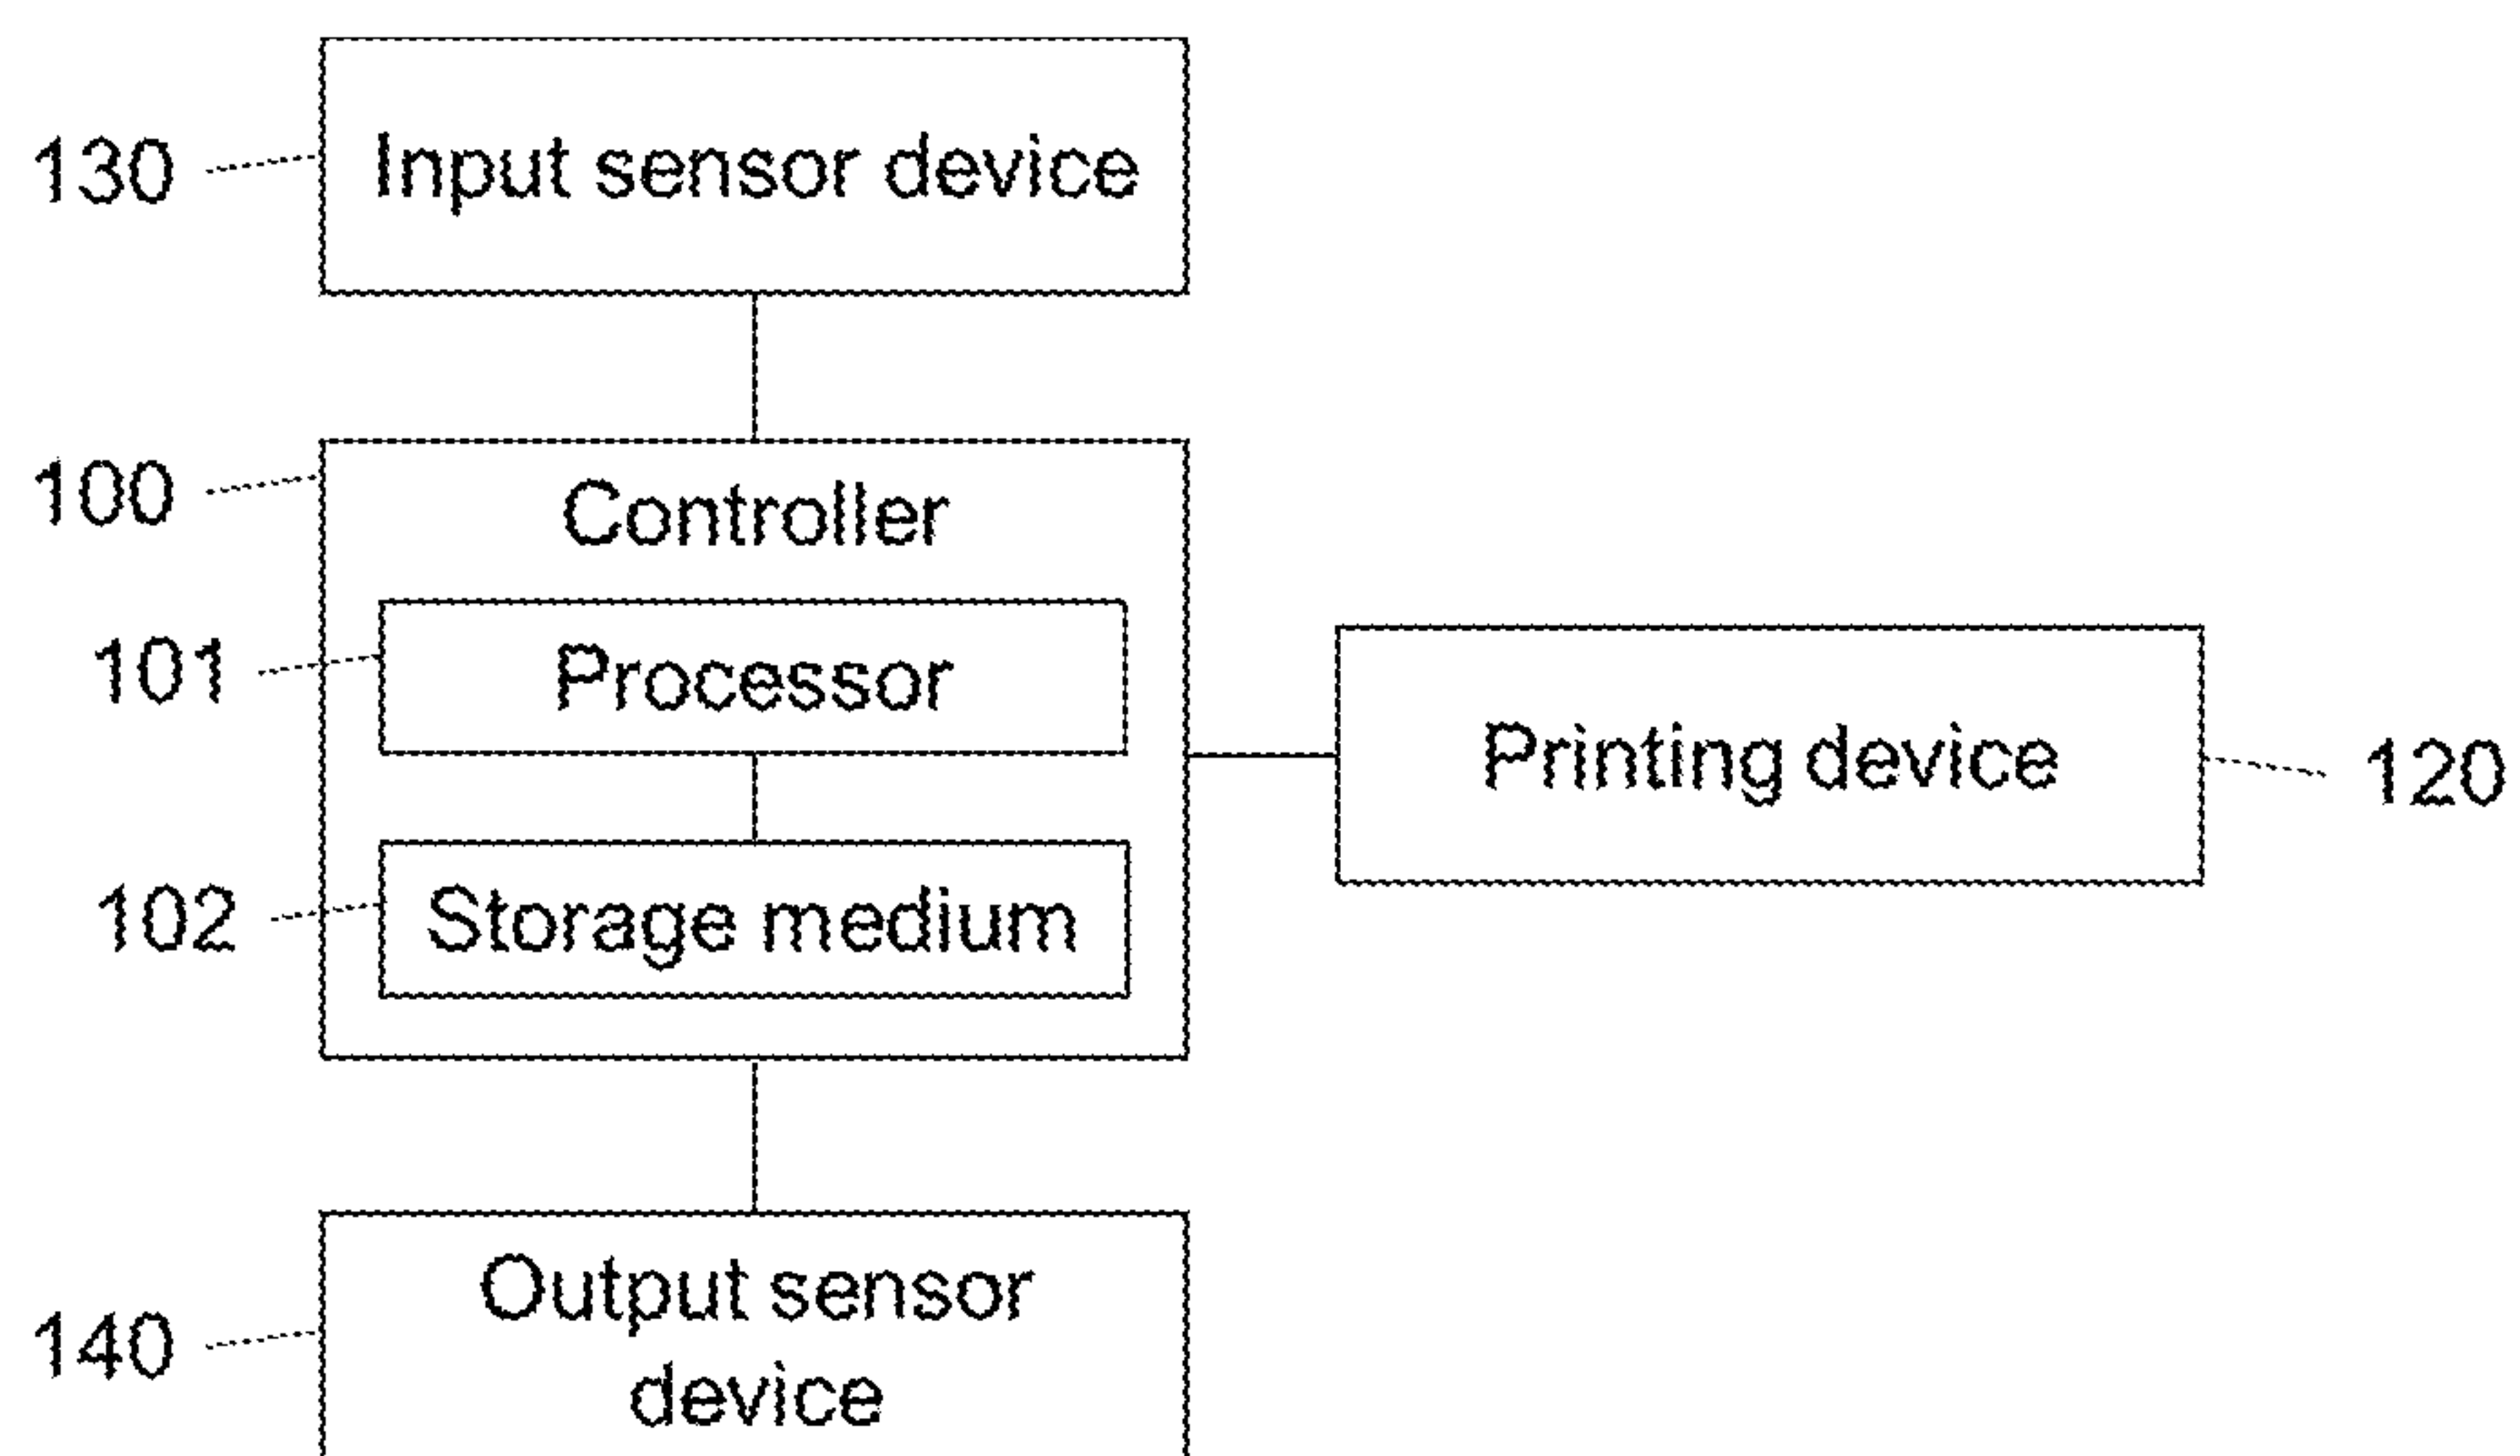 130 Input sensor device
100 Controller
101 Processor
Printing device 120
102 Storage medium
140 Output sensor
device